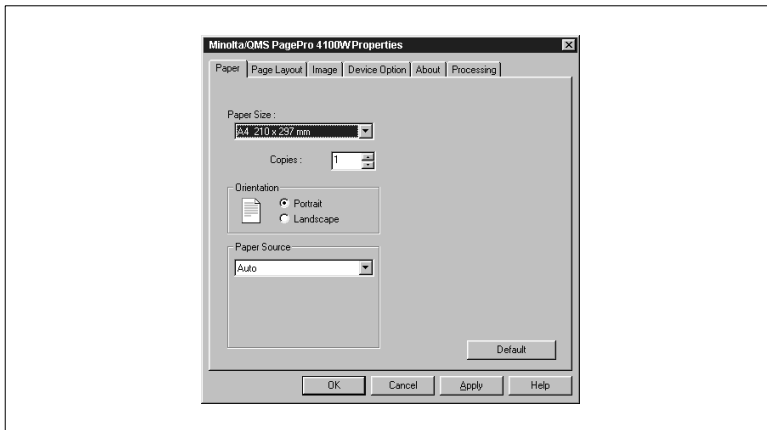 Minolta/QMS PagePro 4100W Properties
Paper Page Layout Image Device Option About Processing
Paper Size :
A4 210 x 297 mm
Copies : 1
Orientation
Portrait
Landscape
Paper Source
Auto
Default
OK Cancel Apply Help